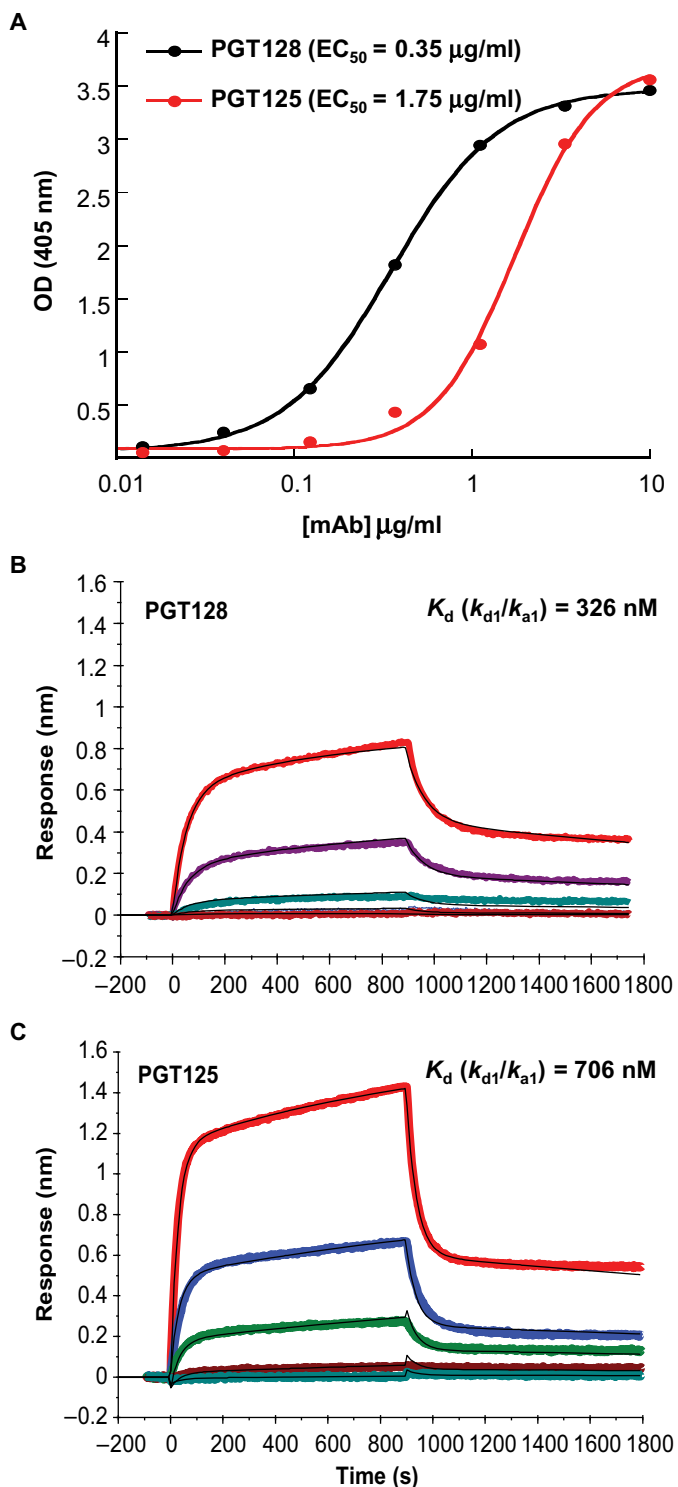 A
PGT128 (EC50 = 0.35 µg/ml)
PGT125 (EC50 = 1.75 µg/ml)
4
3.5
3
2.5
2
1.5
1
0.5
OD (405 nm)
0.01 0.1 1 10
[mAb] µg/ml
B
PGT128
Kd (kd1/ka1) = 326 nM
1.6
1.4
1.2
1
0.8
0.6
0.4
0.2
0
−0.2
Response (nm)
−200 0 200 400 600 800 1000 1200 1400 1600 1800
C
PGT125
Kd (kd1/ka1) = 706 nM
1.6
1.4
1.2
1
0.8
0.6
0.4
0.2
0
−0.2
Response (nm)
−200 0 200 400 600 800 1000 1200 1400 1600 1800
Time (s)